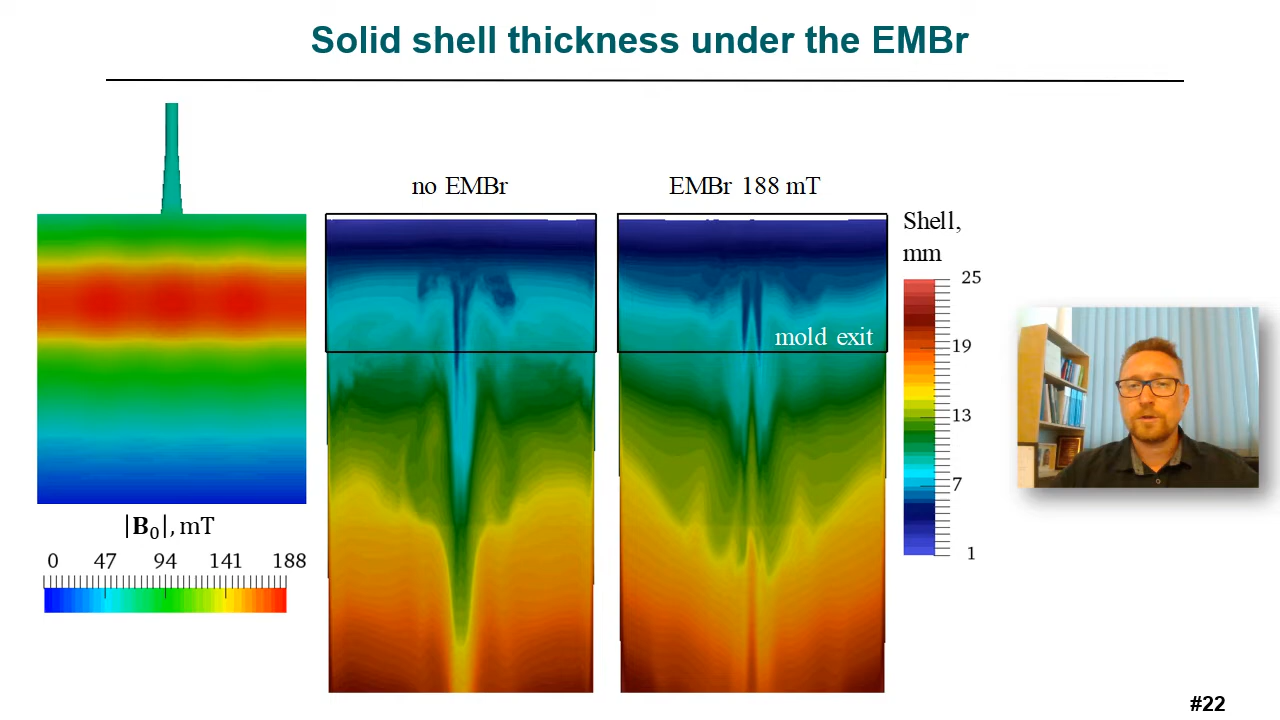 Solid shell thickness under the EMBr
no EMBr
EMBr 188 mT
mold exit
Shell,
mm
25
19
13
7
1
|B₀|, mT
0 47 94 141 188
#22